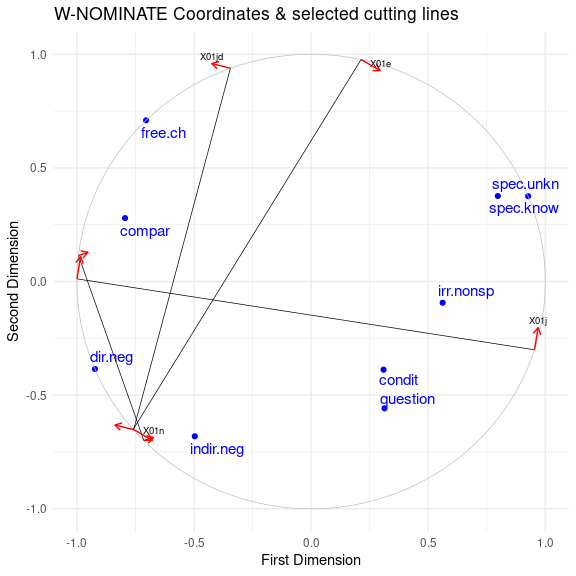 W-NOMINATE Coordinates & selected cutting lines
1.0
0.5
0.0
-0.5
-1.0
Second Dimension
X01jd
X01e
free.ch
spec.unkn
spec.know
compar
irr.nonsp
X01j
dir.neg
condit
question
X01n
indir.neg
-1.0
-0.5
0.0
0.5
1.0
First Dimension